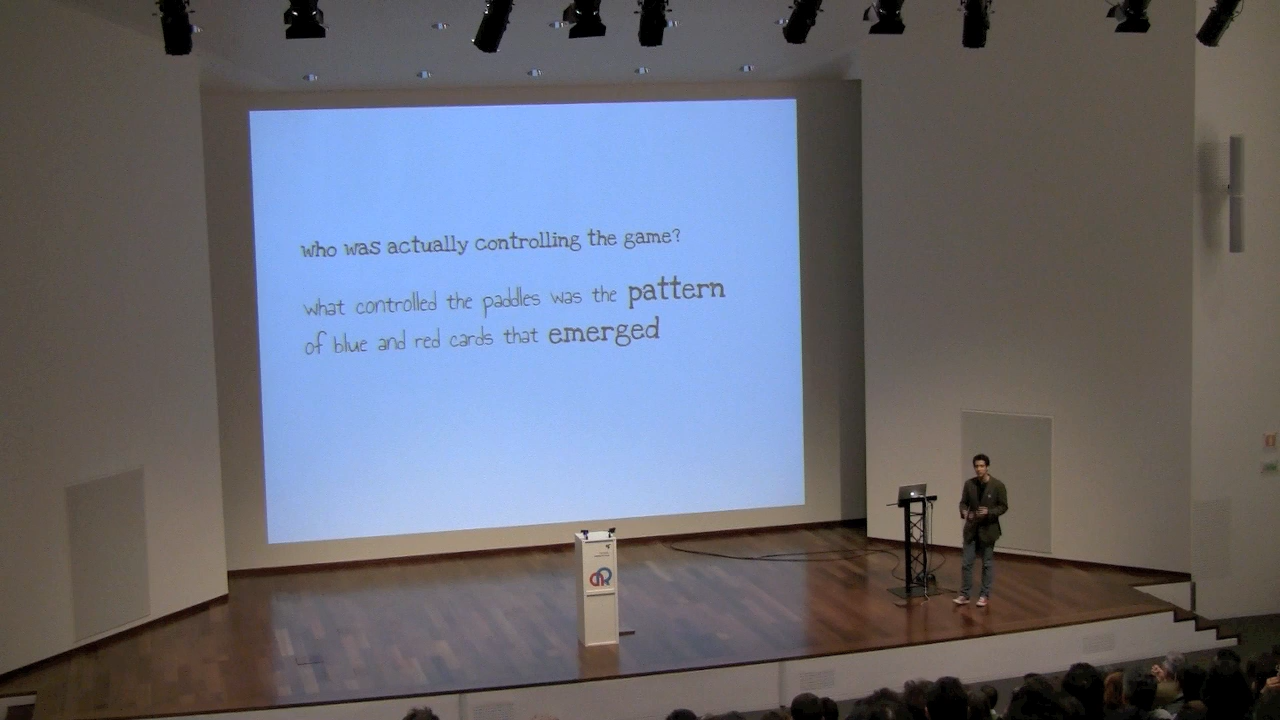 who was actually controlling the game?
what controlled the paddles was the pattern
of blue and red cards that emerged